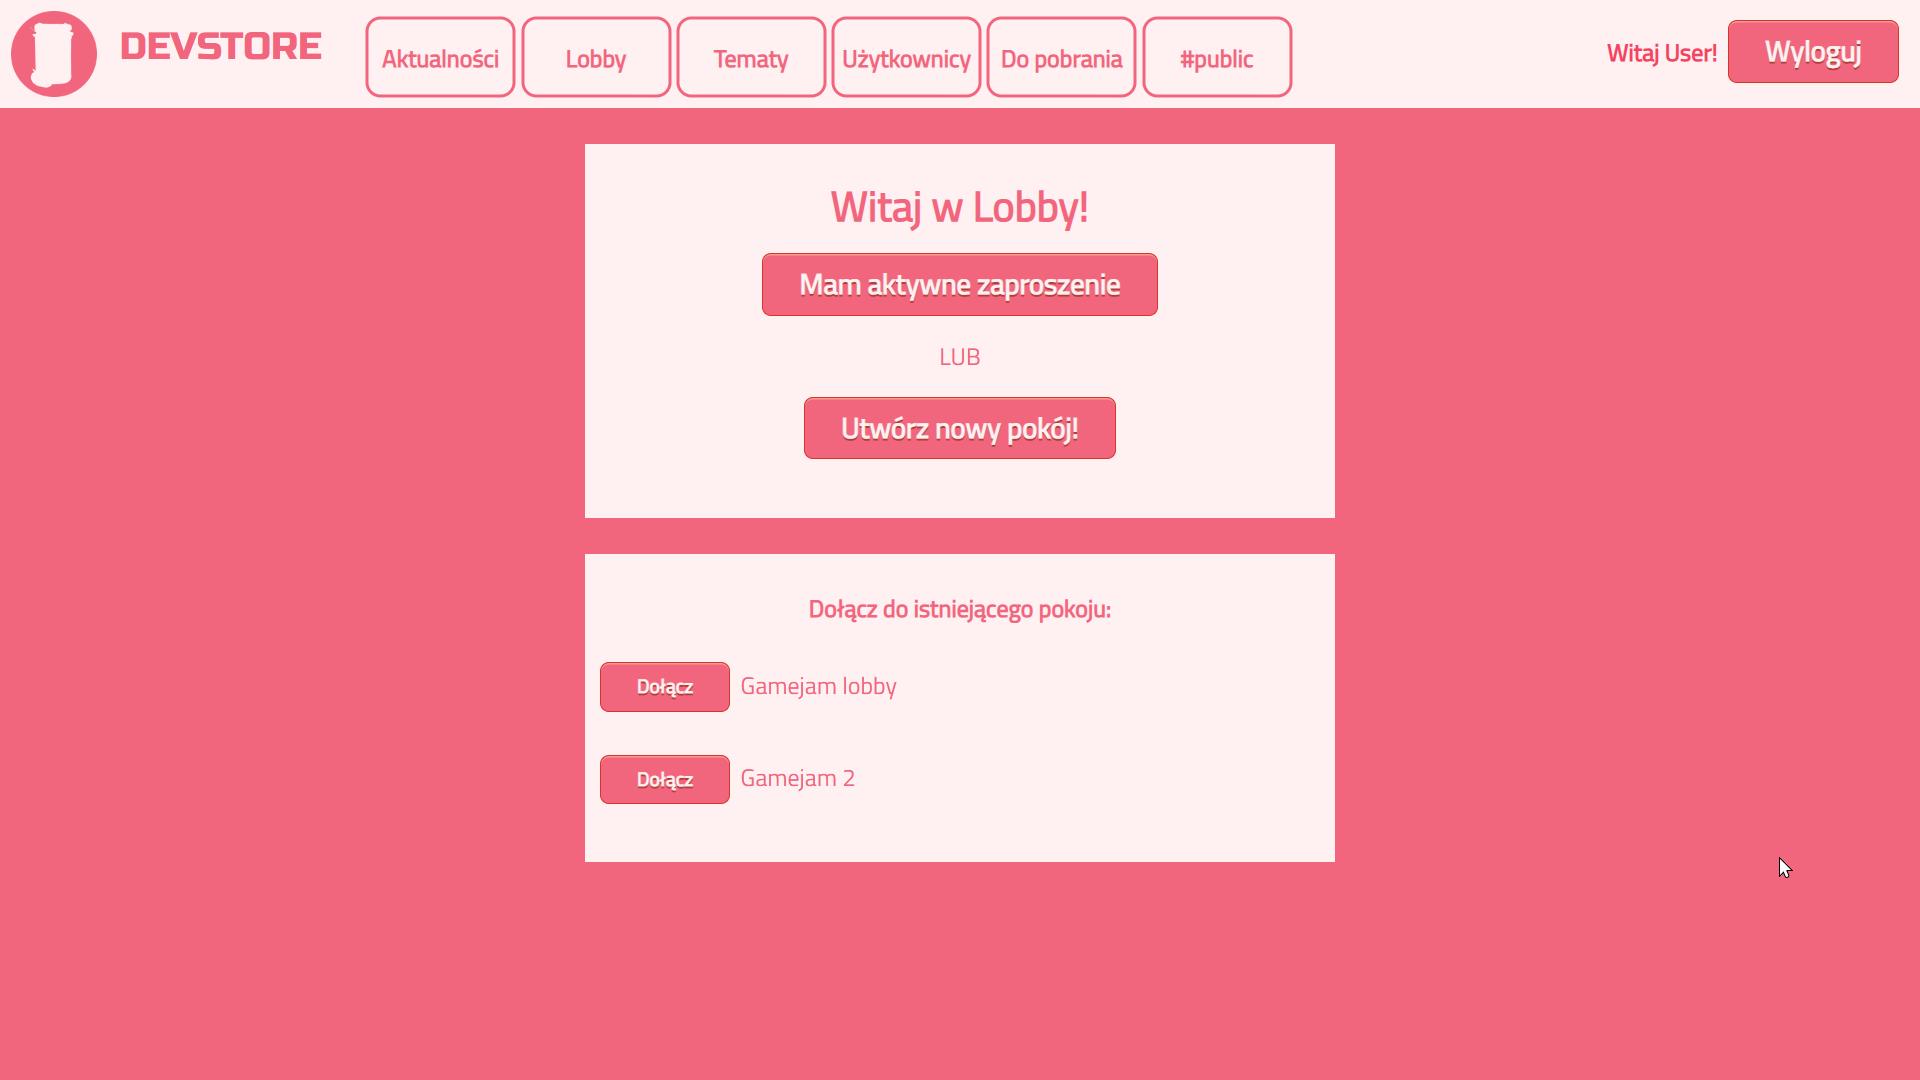 DEVSTORE
Aktualności
Lobby
Tematy
Użytkownicy
Do pobrania
#public
Witaj User!
Wyloguj
Witaj w Lobby!
Mam aktywne zaproszenie
LUB
Utwórz nowy pokój!
Dołącz do istniejącego pokoju:
Dołącz Gamejam lobby
Dołącz Gamejam 2